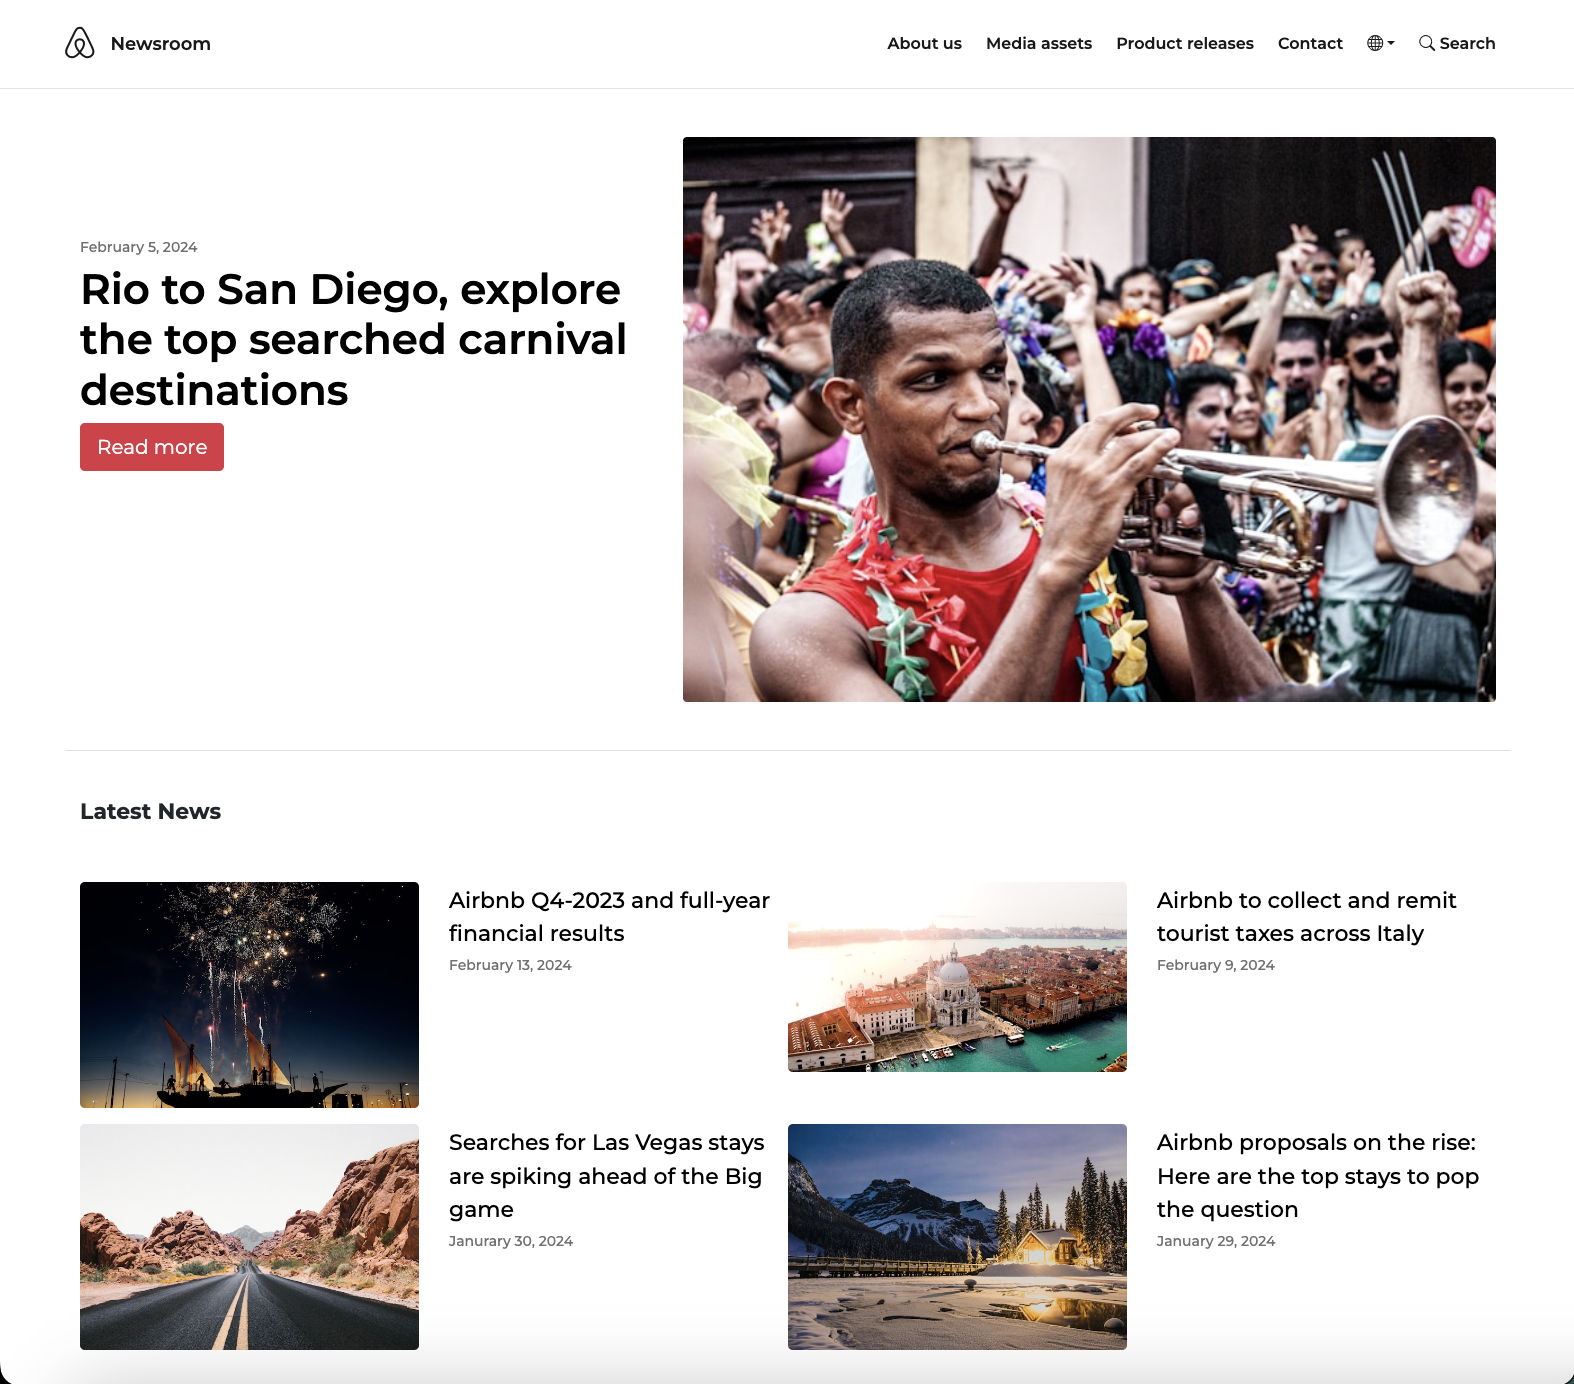 Newsroom
About us Media assets Product releases Contact Search
February 5, 2024
Rio to San Diego, explore
the top searched carnival
destinations
Read more
Latest News
Airbnb Q4-2023 and full-year
financial results
February 13, 2024
Airbnb to collect and remit
tourist taxes across Italy
February 9, 2024
Searches for Las Vegas stays
are spiking ahead of the Big
game
Janurary 30, 2024
Airbnb proposals on the rise:
Here are the top stays to pop
the question
January 29, 2024